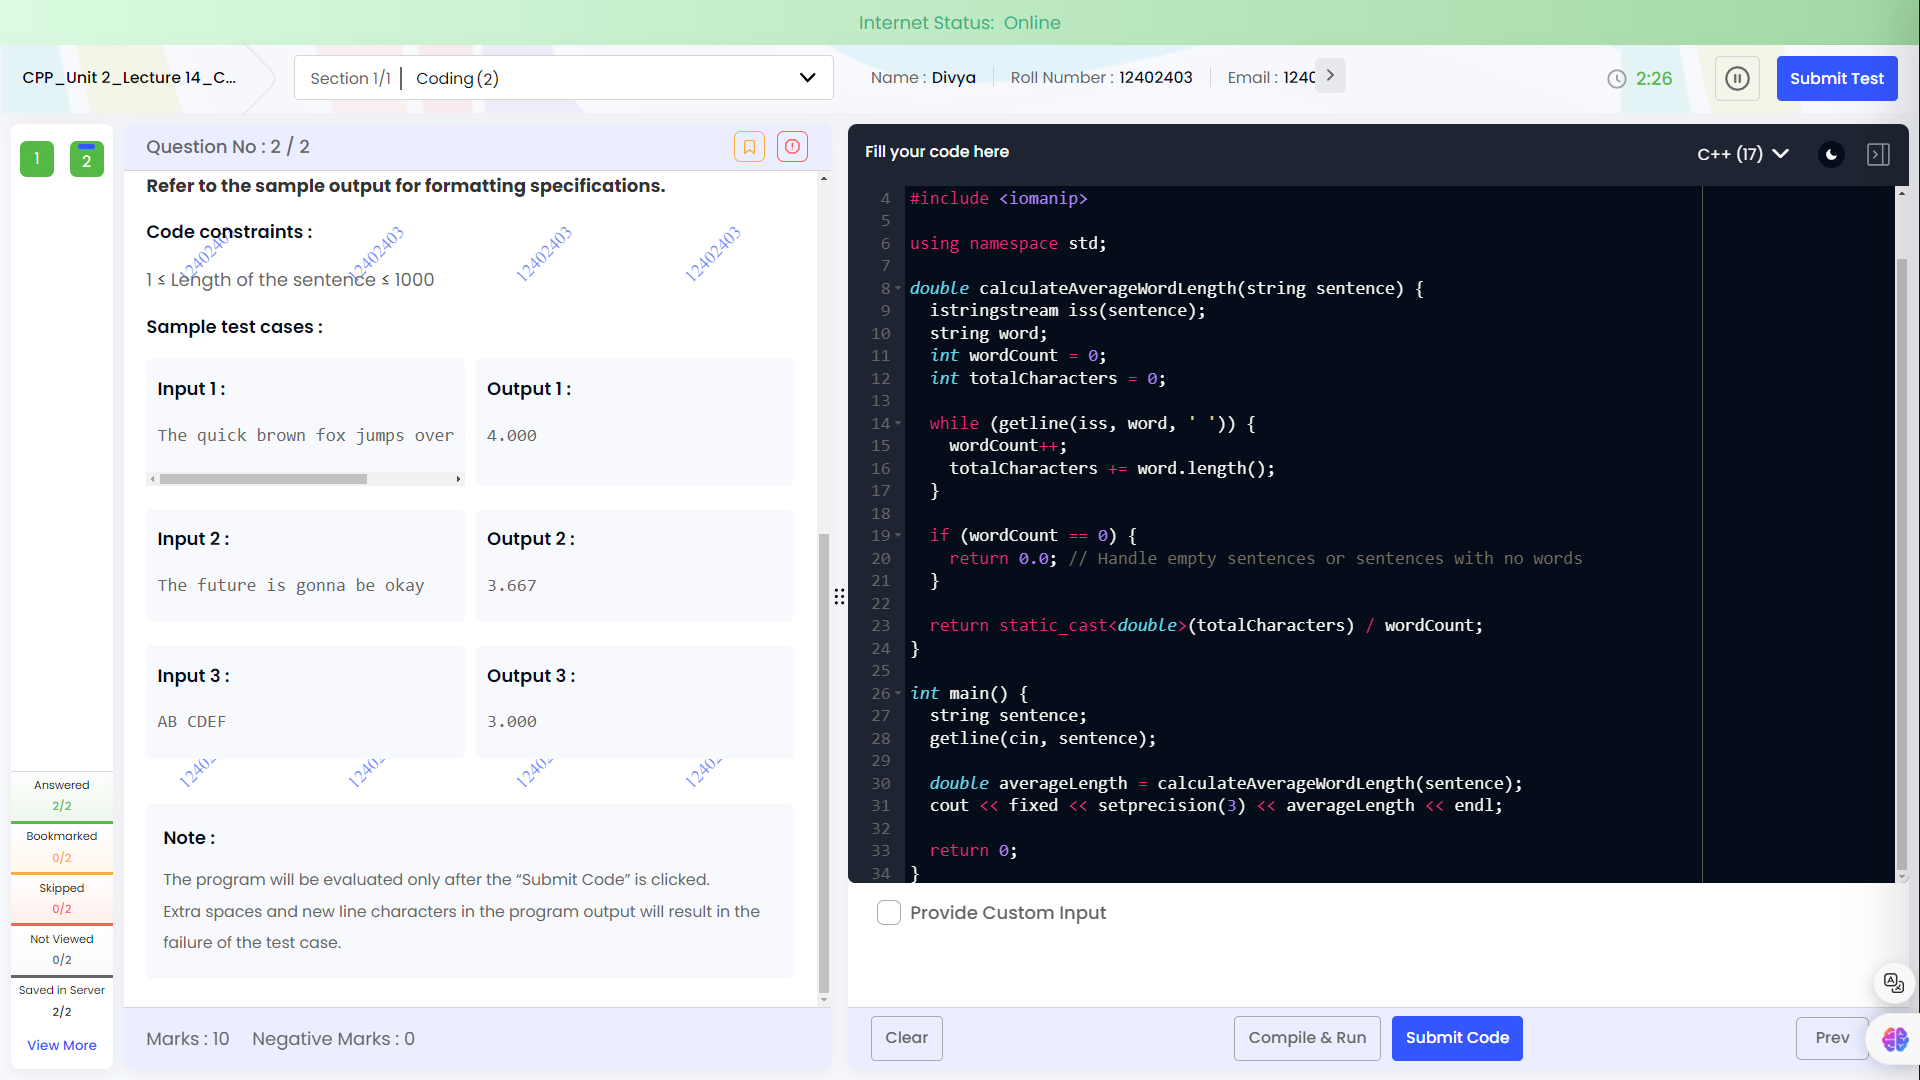 Internet Status: Online
CPP_Unit 2_Lecture 14_C...
Section 1/1 | Coding (2)
Name : Divya
Roll Number : 12402403
Email : 1240
2:26
Submit Test
1
2
Question No : 2 / 2
Refer to the sample output for formatting specifications.
Code constraints :
1 ≤ Length of the sentence ≤ 1000
12402403
12402403
12402403
12402403
Sample test cases :
Input 1 :
The quick brown fox jumps over
Output 1 :
4.000
Input 2 :
The future is gonna be okay
Output 2 :
3.667
Input 3 :
AB CDEF
Output 3 :
3.000
Note :
The program will be evaluated only after the “Submit Code” is clicked.
Extra spaces and new line characters in the program output will result in the
failure of the test case.
Marks : 10 Negative Marks : 0
Answered
2/2
Bookmarked
0/2
Skipped
0/2
Not Viewed
0/2
Saved in Server
2/2
View More
Fill your code here
C++ (17)
4 #include <iomanip>
5
6 using namespace std;
7
8 double calculateAverageWordLength(string sentence) {
9 istringstream iss(sentence);
10 string word;
11 int wordCount = 0;
12 int totalCharacters = 0;
13
14 while (getline(iss, word, ' ')) {
15 wordCount++;
16 totalCharacters += word.length();
17 }
18
19 if (wordCount == 0) {
20 return 0.0; // Handle empty sentences or sentences with no words
21 }
22
23 return static_cast<double>(totalCharacters) / wordCount;
24 }
25
26 int main() {
27 string sentence;
28 getline(cin, sentence);
29
30 double averageLength = calculateAverageWordLength(sentence);
31 cout << fixed << setprecision(3) << averageLength << endl;
32
33 return 0;
34 }
Provide Custom Input
Clear
Compile & Run
Submit Code
Prev